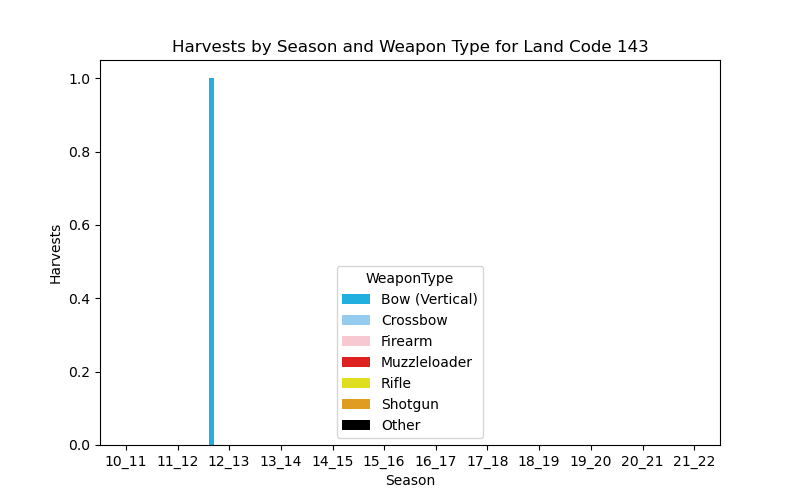 Harvests by Season and Weapon Type for Land Code 143
1.0
0.8
0.6
0.4
0.2
0.0
Harvests
WeaponType
Bow (Vertical)
Crossbow
Firearm
Muzzleloader
Rifle
Shotgun
Other
10_11 11_12 12_13 13_14 14_15 15_16 16_17 17_18 18_19 19_20 20_21 21_22
Season